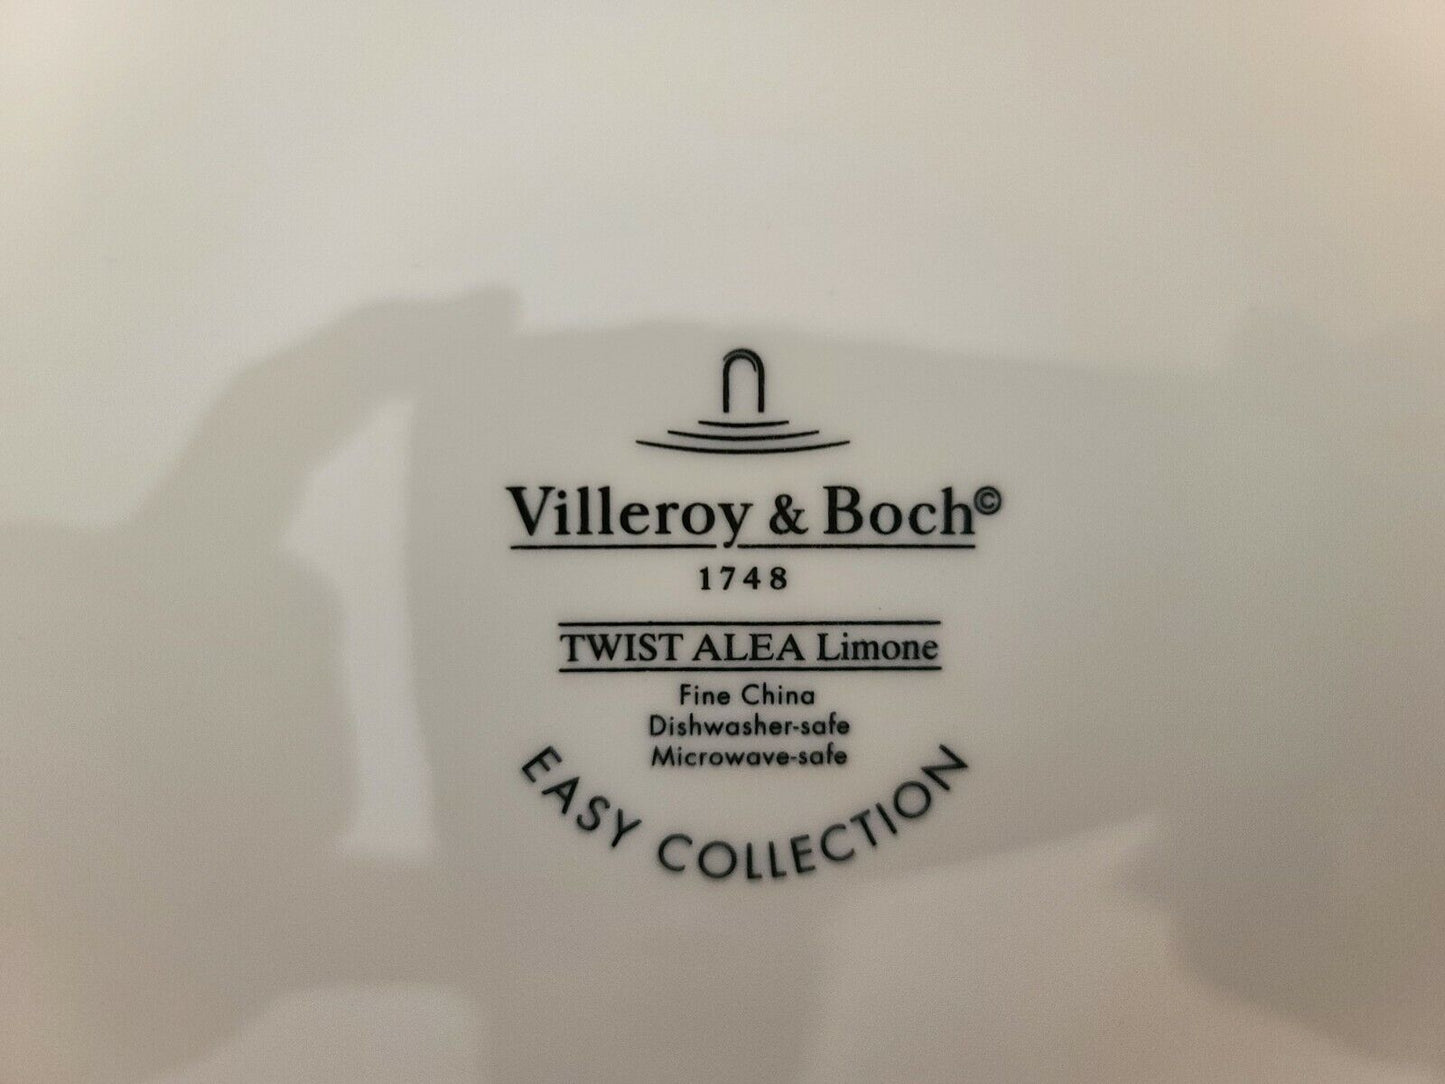 Villeroy & Boch©
1748
TWIST ALEA Limone
Fine China
Dishwasher-safe
Microwave-safe
EASY COLLECTION